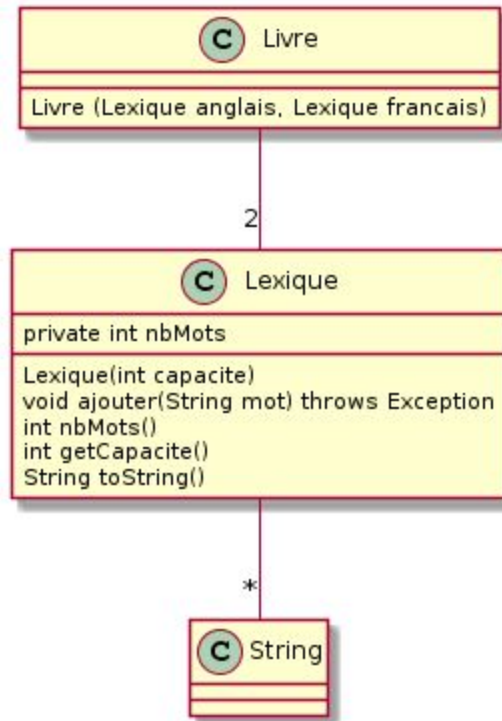 C Livre
Livre (Lexique anglais, Lexique francais)
2
C Lexique
private int nbMots
Lexique(int capacite)
void ajouter(String mot) throws Exception
int nbMots()
int getCapacite()
String toString()
*
C String